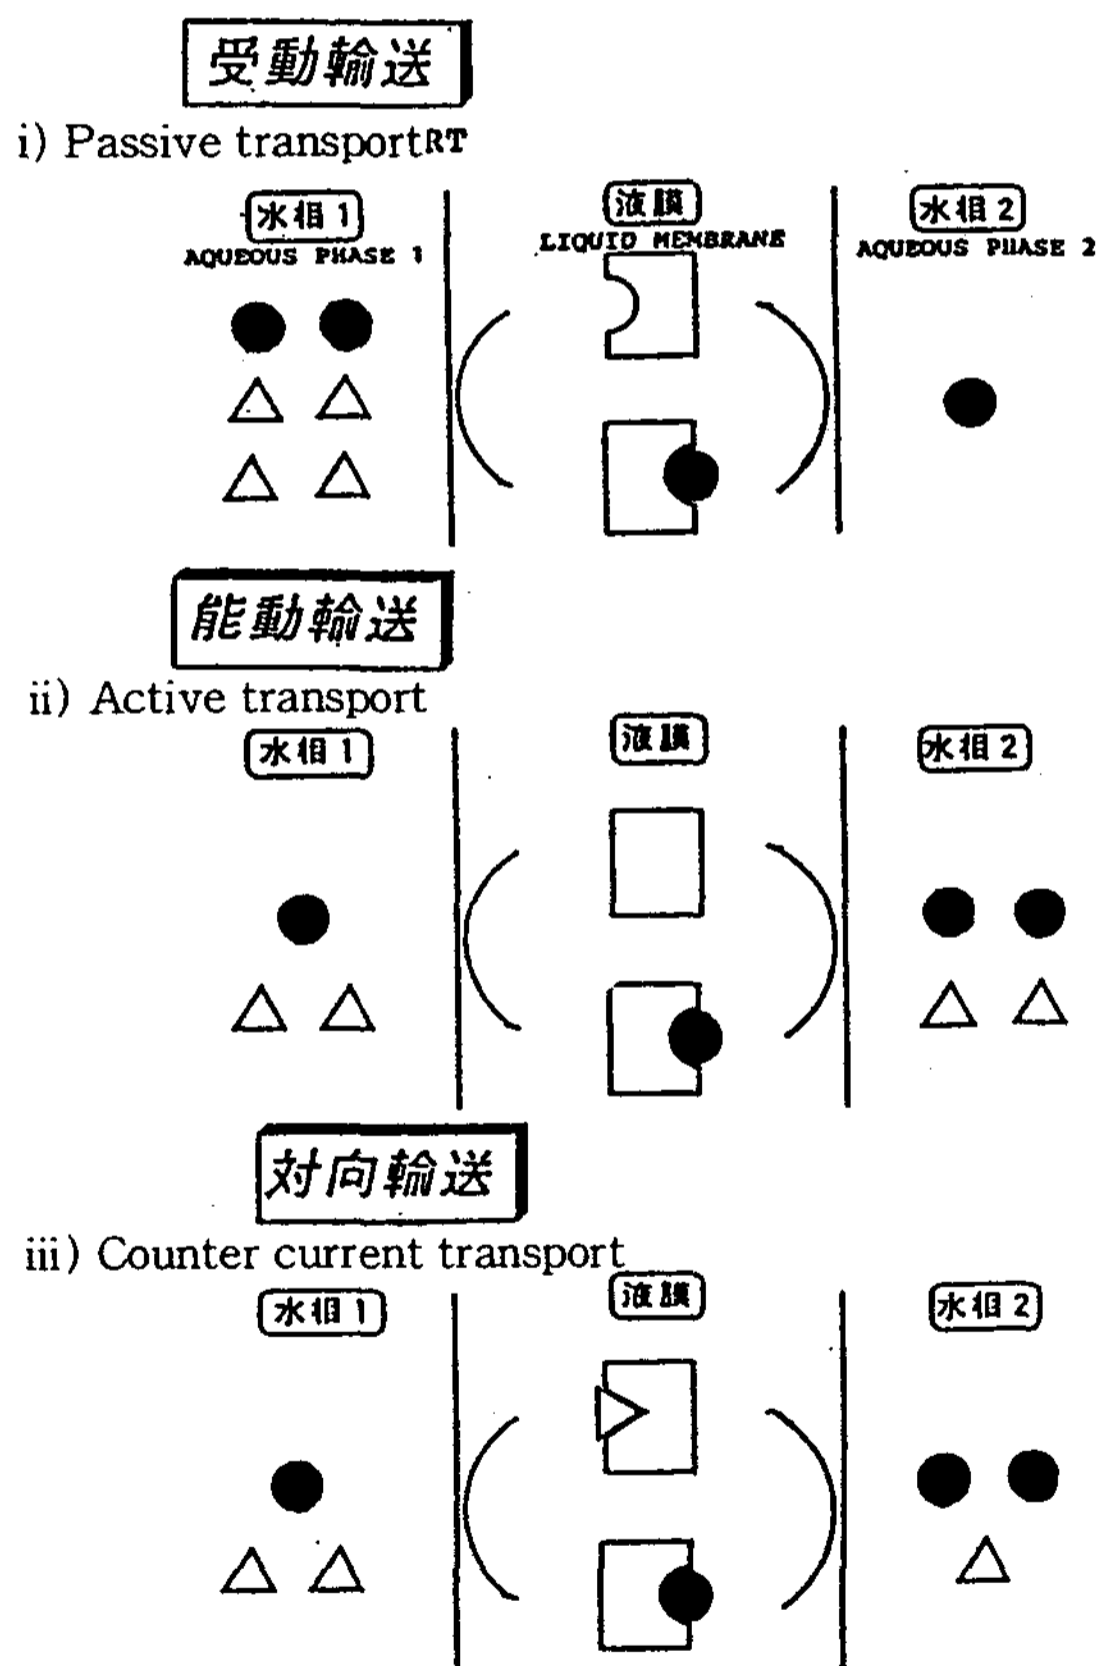 受動輸送
i) Passive transportRT
水相1
液膜
水相2
AQUEOUS PHASE 1
LIQUID MEMBRANE
AQUEOUS PHASE 2
能動輸送
ii) Active transport
水相1
液膜
水相2
対向輸送
iii) Counter current transport
水相1
液膜
水相2